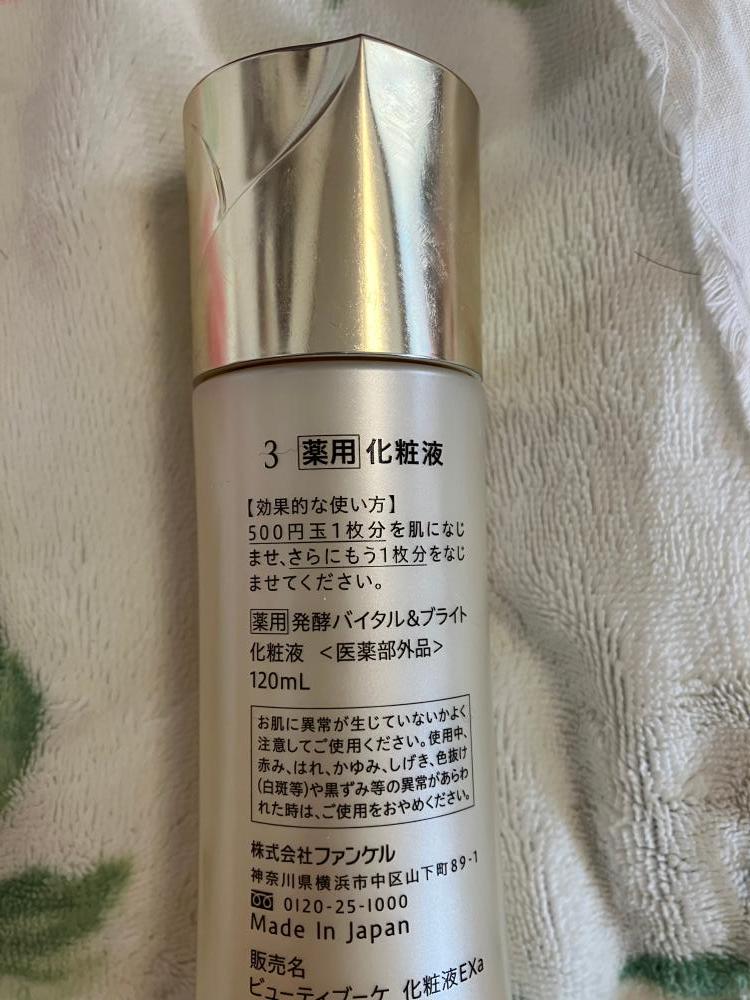 3 薬用 化粧液
【効果的な使い方】
500円玉1枚分を肌になじ
ませ、さらにもう1枚分をなじ
ませてください。
薬用 発酵バイタル&ブライト
化粧液 <医薬部外品>
120mL
お肌に異常が生じていないかよく
注意してご使用ください。使用中、
赤み、はれ、かゆみ、しげき、色抜け
(白斑等)や黒ずみ等の異常があらわ
れた時は、ご使用をおやめください。
株式会社ファンケル
神奈川県横浜市中区山下町89-1
0120-25-1000
Made In Japan
販売名
ビューティブーケ 化粧液EXa